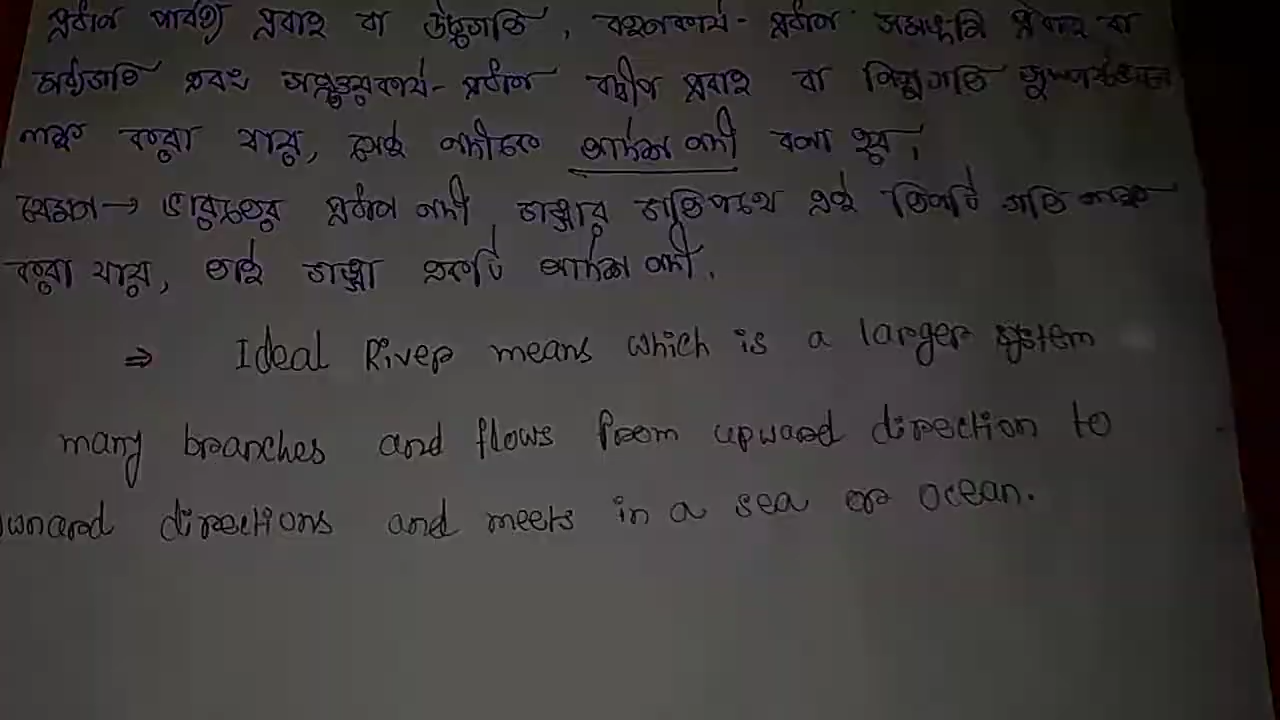 প্রধান পার্বত্য প্রবাহ বা উচ্চগতি, বহনকার্য- প্রধান সমভূমি প্রবাহ বা
মধ্যগতি এবং সঞ্চয়কার্য- প্রধান বদ্বীপ প্রবাহ বা নিম্নগতি সুস্পষ্টভাবে
লক্ষ করা যায়, সেই নদীকে আদর্শ নদী বলা হয়।
যেমন → ভারতের প্রধান নদী গঙ্গার গতিপথে এই তিনটি গতি লক্ষ
করা যায়, তাই গঙ্গা একটি আদর্শ নদী.
⇒ Ideal River means which is a larger system
many branches and flows from upward direction to
wnward directions and meets in a sea or ocean.